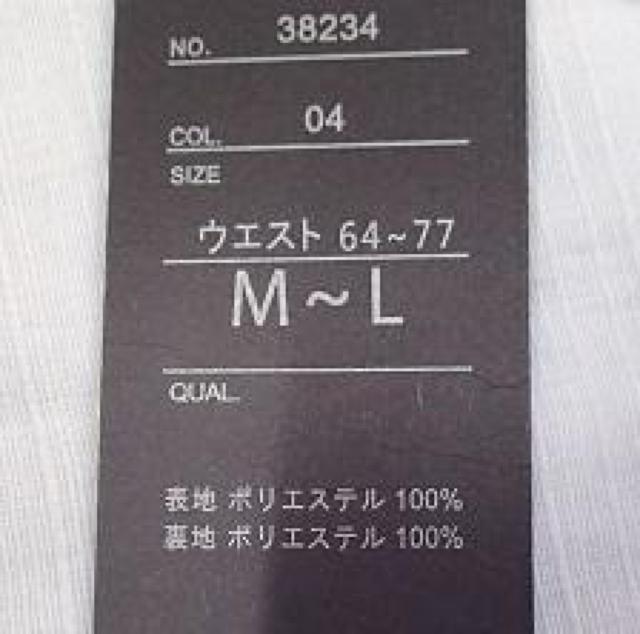 NO. 38234
COL. 04
SIZE
ウエスト 64~77
M~L
QUAL.
表地 ポリエステル 100%
裏地 ポリエステル 100%